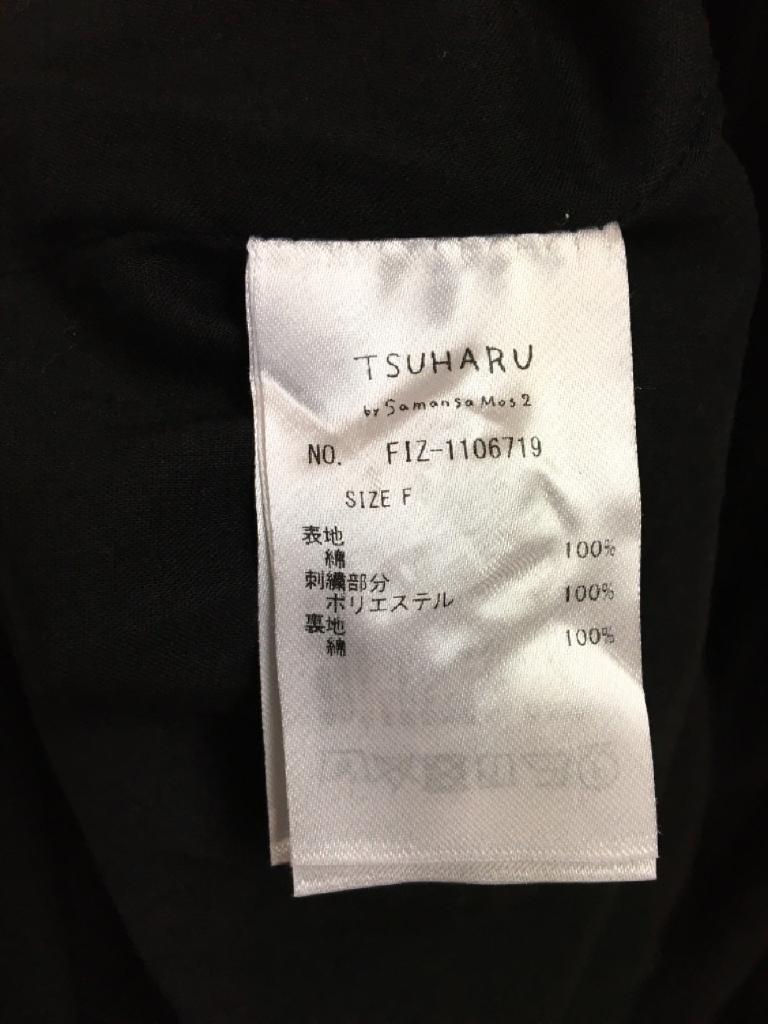 TSUHARU
by Samansa Mos2
NO. FIZ-1106719
SIZE F
表地
綿 100%
刺繍部分
ポリエステル 100%
裏地
綿 100%